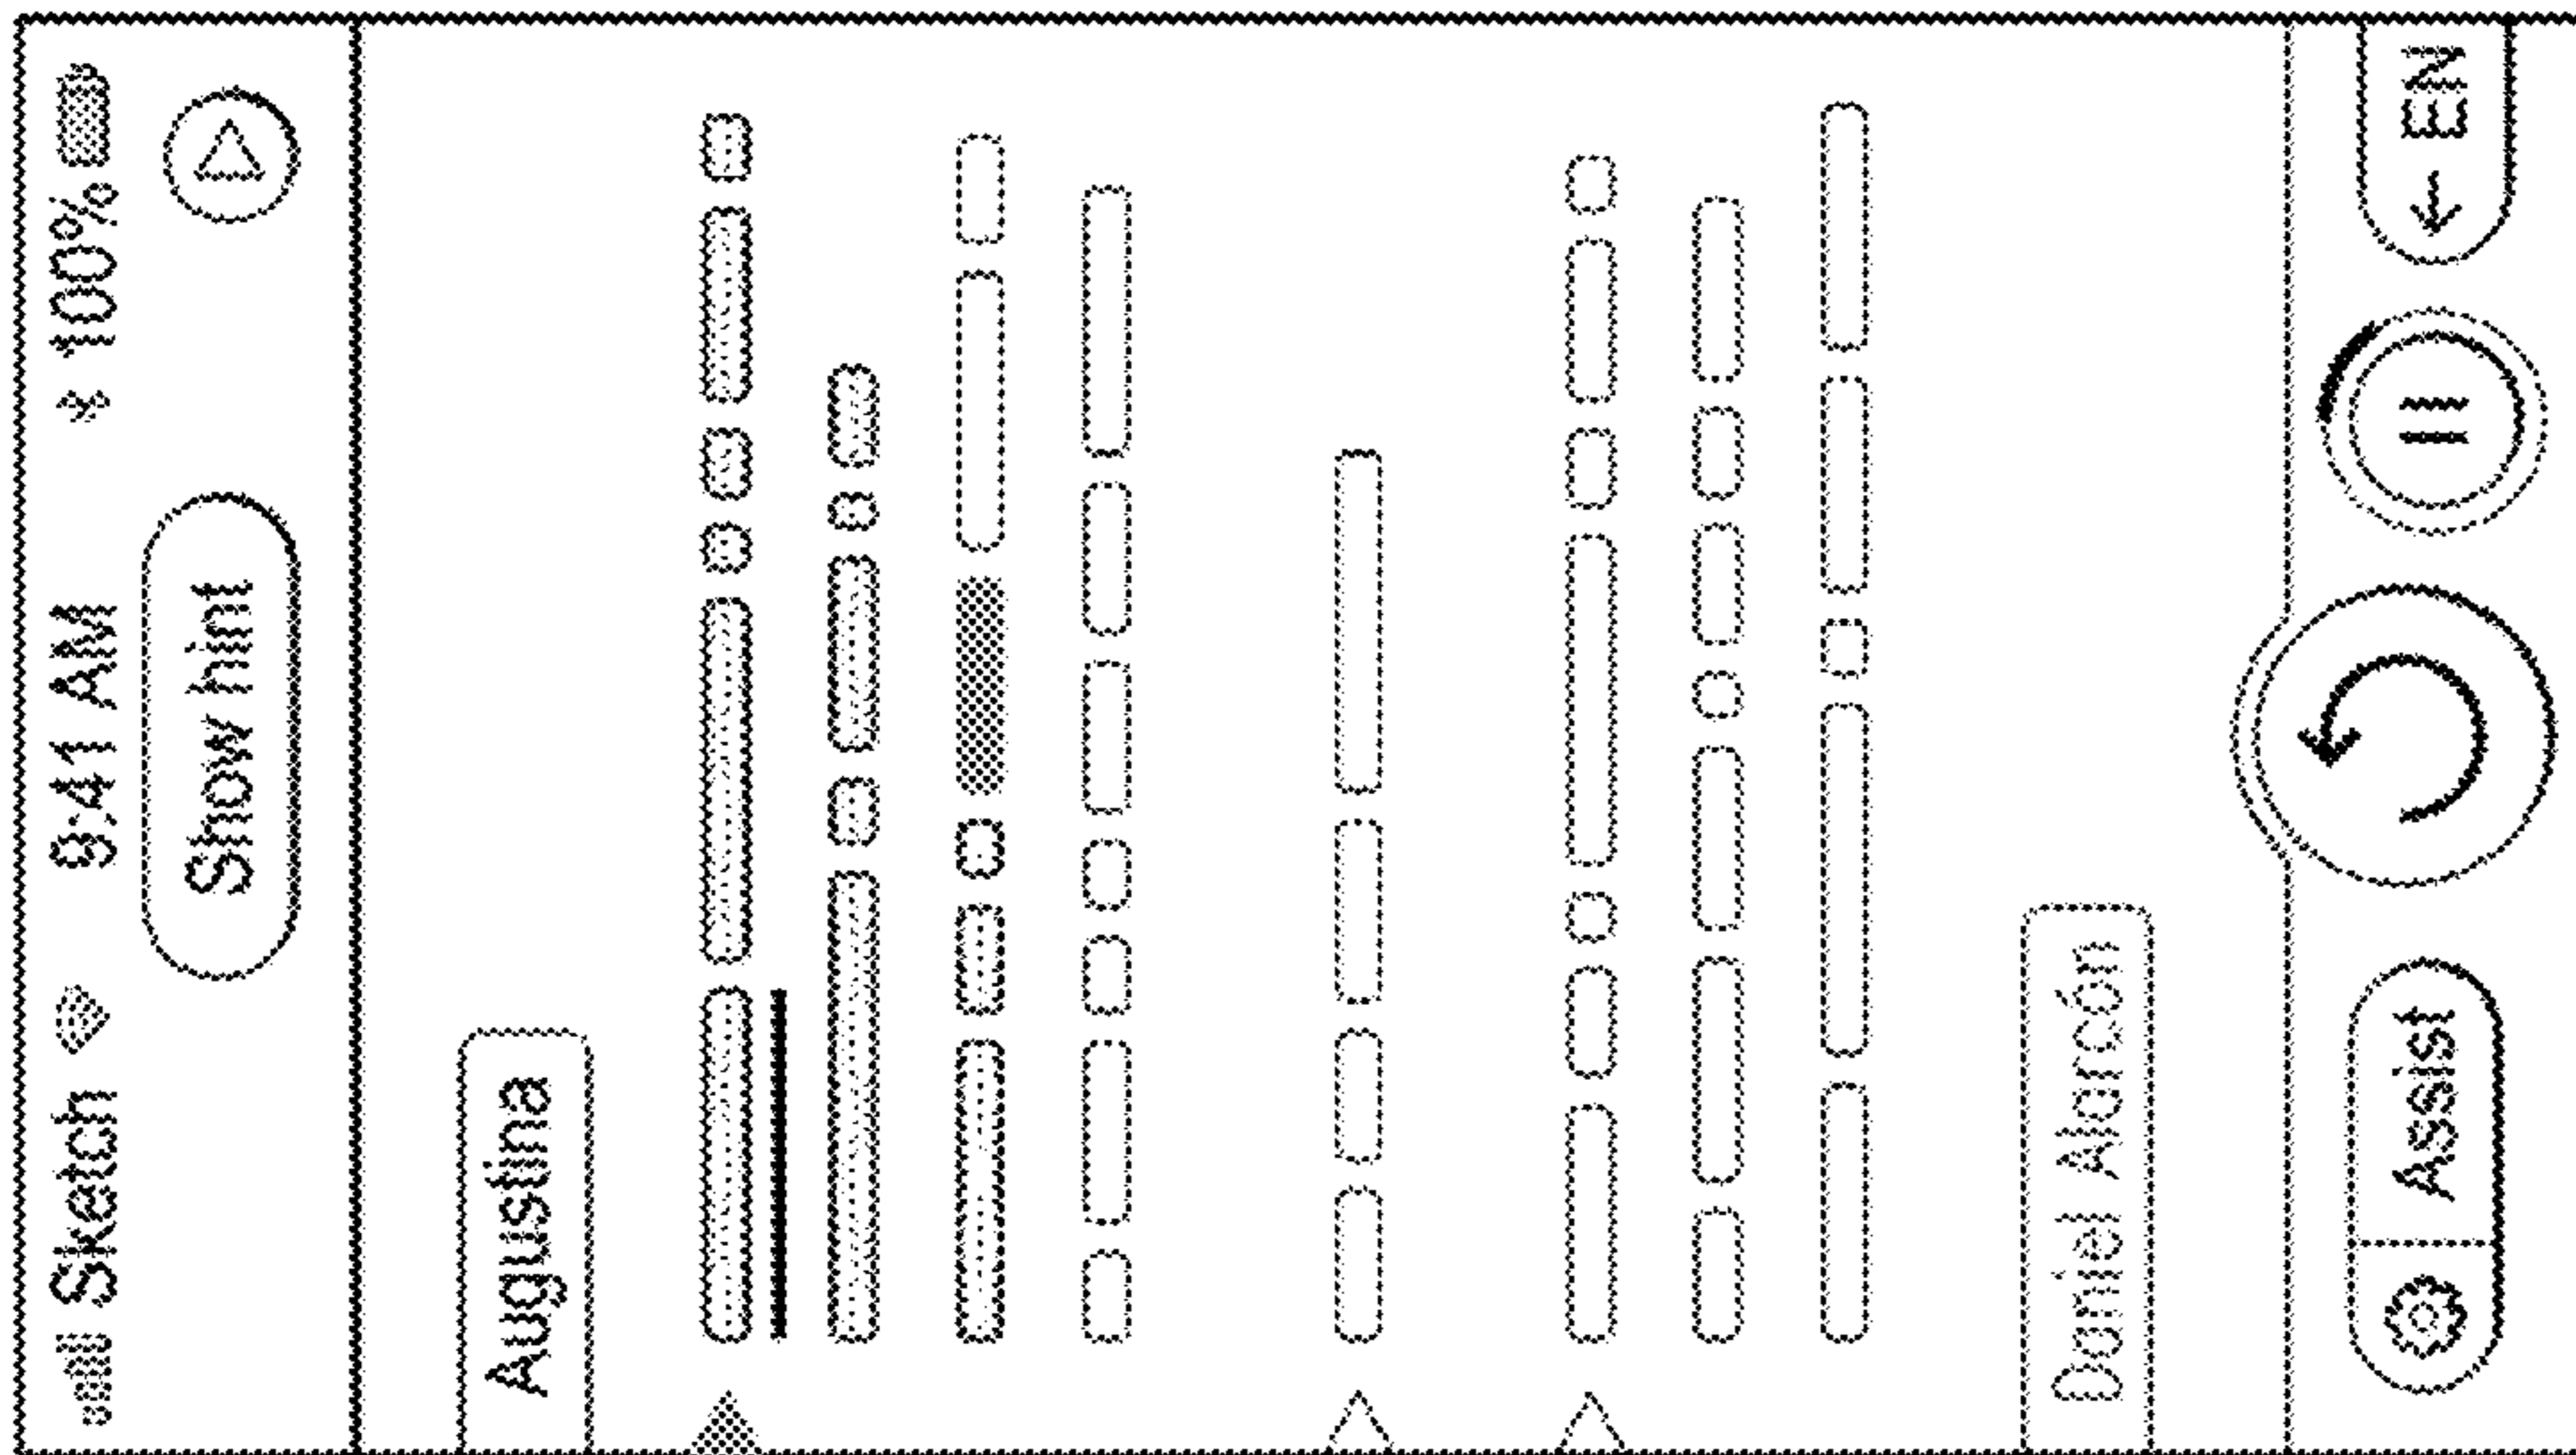 Sketch 9:41 AM 100%
Show hint
Augustina
Daniel Alarcón
Assist
← EN